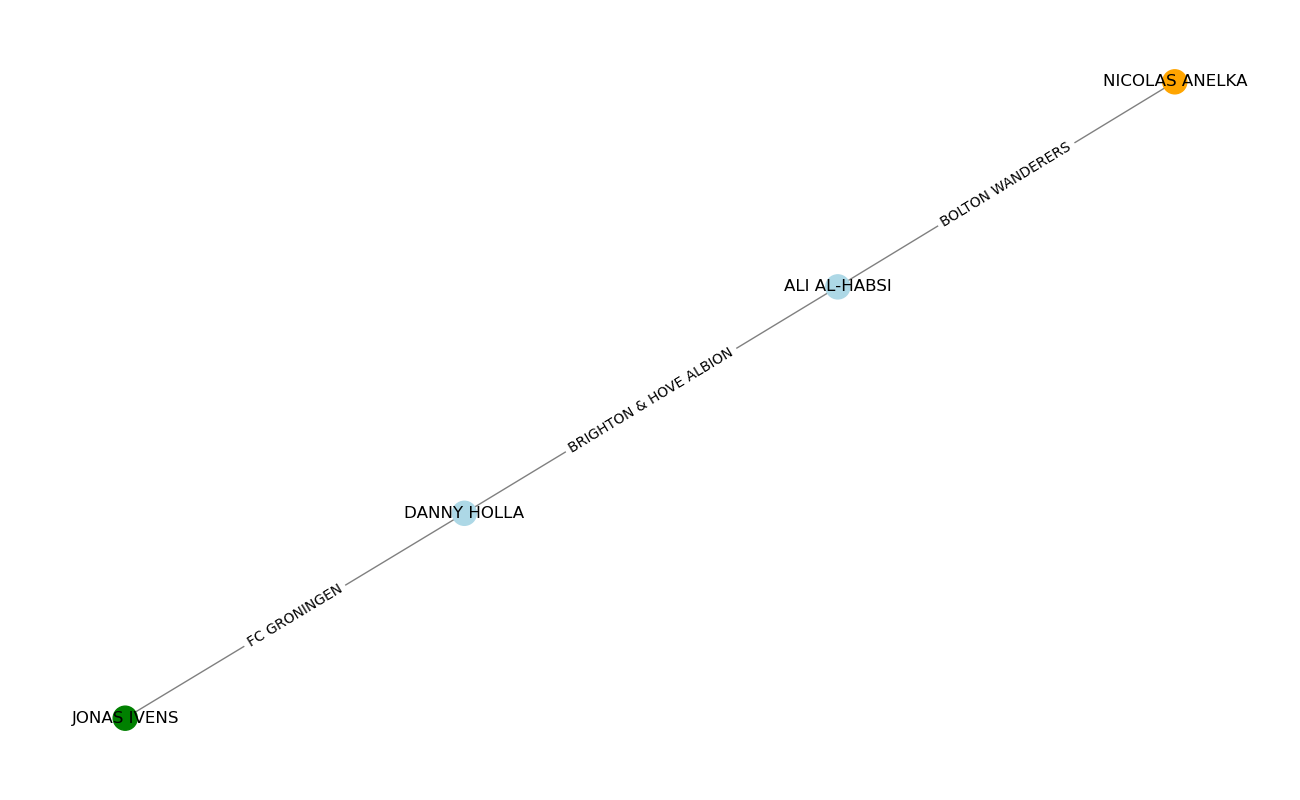 NICOLAS ANELKA
BOLTON WANDERERS
ALI AL-HABSI
BRIGHTON & HOVE ALBION
DANNY HOLLA
FC GRONINGEN
JONAS IVENS